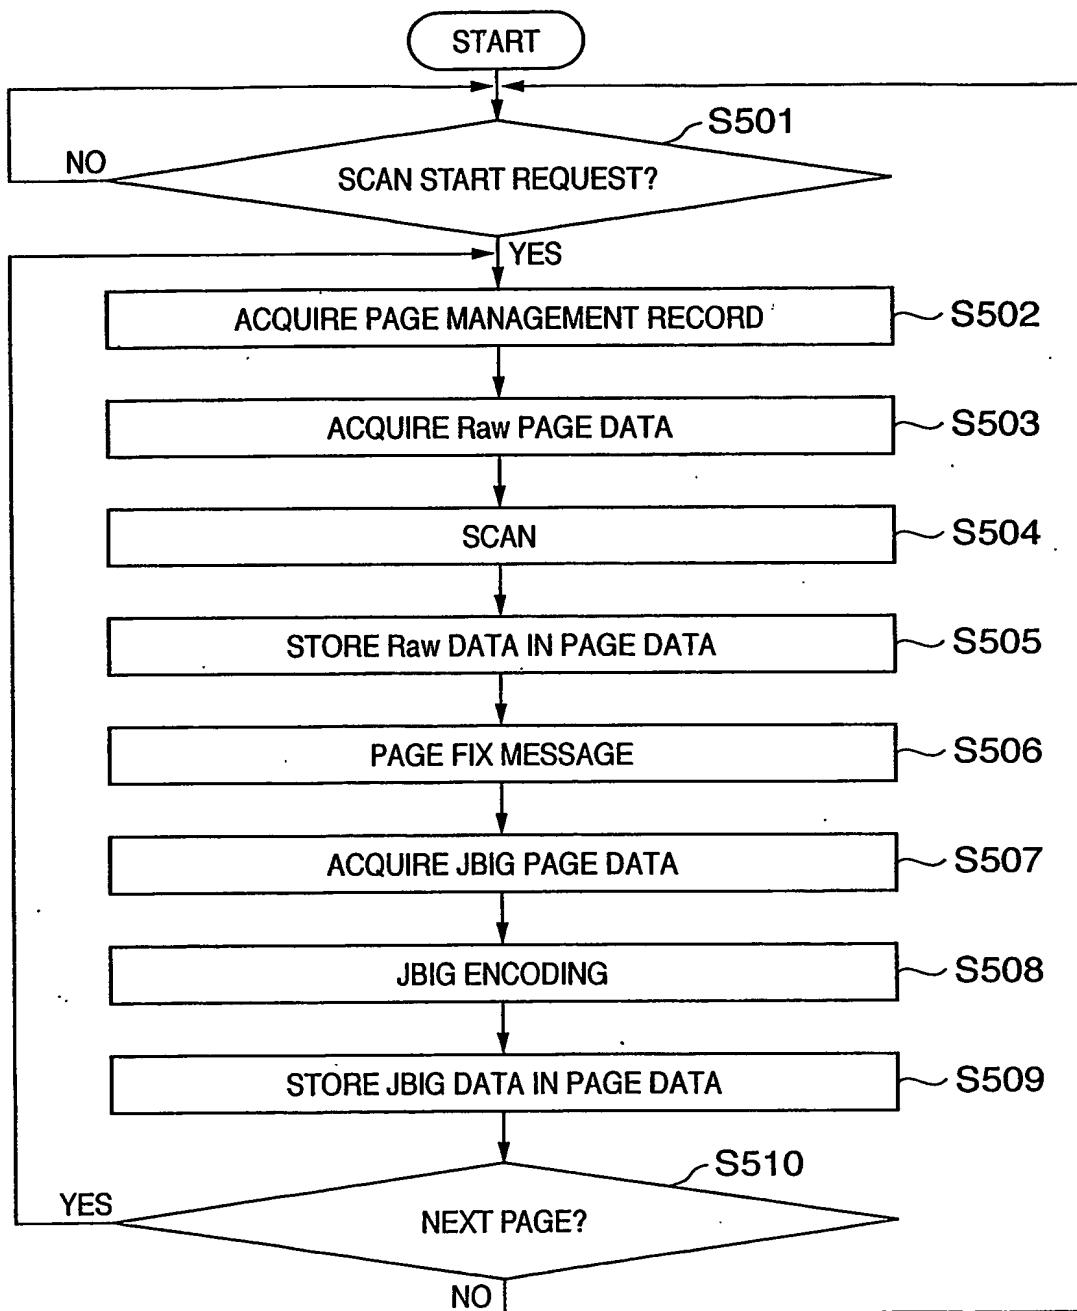 START
S501
NO
SCAN START REQUEST?
YES
ACQUIRE PAGE MANAGEMENT RECORD
S502
ACQUIRE Raw PAGE DATA
S503
SCAN
S504
STORE Raw DATA IN PAGE DATA
S505
PAGE FIX MESSAGE
S506
ACQUIRE JBIG PAGE DATA
S507
JBIG ENCODING
S508
STORE JBIG DATA IN PAGE DATA
S509
S510
YES
NEXT PAGE?
NO